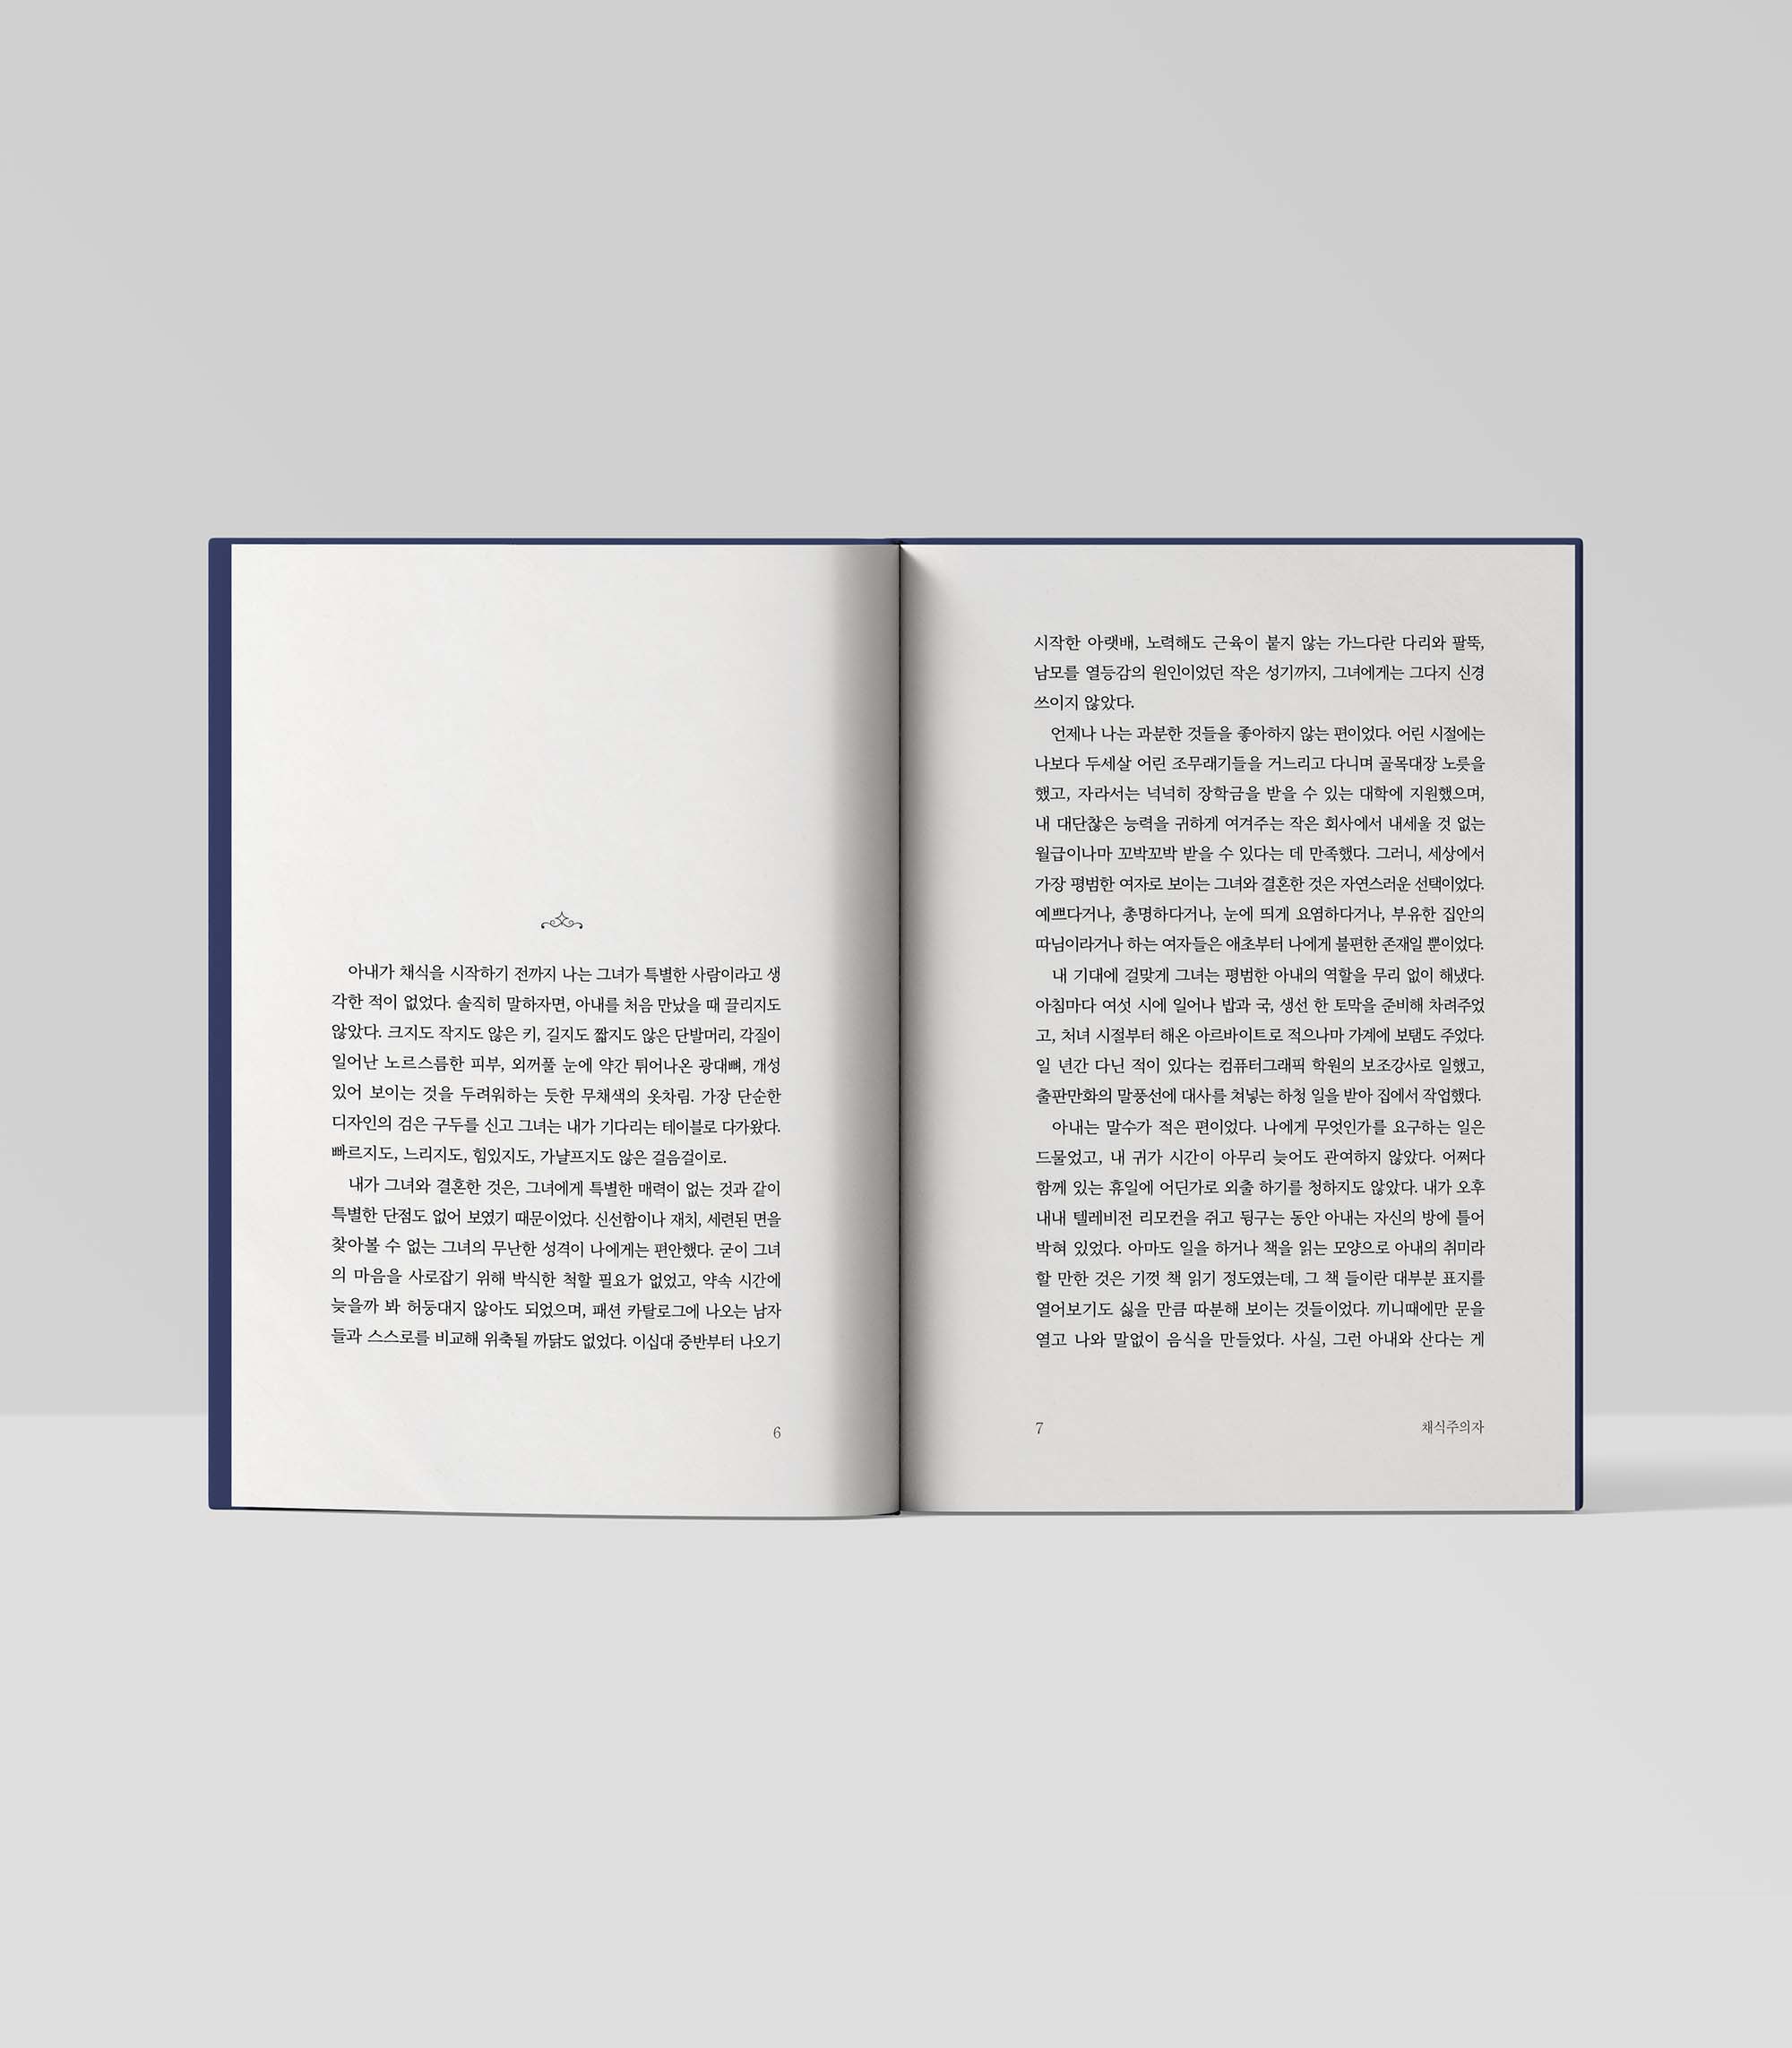 아내가 채식을 시작하기 전까지 나는 그녀가 특별한 사람이라고 생
각한 적이 없었다. 솔직히 말하자면, 아내를 처음 만났을 때 끌리지도
않았다. 크지도 작지도 않은 키, 길지도 짧지도 않은 단발머리, 각질이
일어난 노르스름한 피부, 외꺼풀 눈에 약간 튀어나온 광대뼈, 개성
있어 보이는 것을 두려워하는 듯한 무채색의 옷차림. 가장 단순한
디자인의 검은 구두를 신고 그녀는 내가 기다리는 테이블로 다가왔다.
빠르지도, 느리지도, 힘있지도, 가냘프지도 않은 걸음걸이로.
내가 그녀와 결혼한 것은, 그녀에게 특별한 매력이 없는 것과 같이
특별한 단점도 없어 보였기 때문이었다. 신선함이나 재치, 세련된 면을
찾아볼 수 없는 그녀의 무난한 성격이 나에게는 편안했다. 굳이 그녀
의 마음을 사로잡기 위해 박식한 척할 필요가 없었고, 약속 시간에
늦을까 봐 허둥대지 않아도 되었으며, 패션 카탈로그에 나오는 남자
들과 스스로를 비교해 위축될 까닭도 없었다. 이십대 중반부터 나오기
6
시작한 아랫배, 노력해도 근육이 붙지 않는 가느다란 다리와 팔뚝,
남모를 열등감의 원인이었던 작은 성기까지, 그녀에게는 그다지 신경
쓰이지 않았다.
언제나 나는 과분한 것들을 좋아하지 않는 편이었다. 어린 시절에는
나보다 두세살 어린 조무래기들을 거느리고 다니며 골목대장 노릇을
했고, 자라서는 넉넉히 장학금을 받을 수 있는 대학에 지원했으며,
내 대단찮은 능력을 귀하게 여겨주는 작은 회사에서 내세울 것 없는
월급이나마 꼬박꼬박 받을 수 있다는 데 만족했다. 그러니, 세상에서
가장 평범한 여자로 보이는 그녀와 결혼한 것은 자연스러운 선택이었다.
예쁘다거나, 총명하다거나, 눈에 띄게 요염하다거나, 부유한 집안의
따님이라거나 하는 여자들은 애초부터 나에게 불편한 존재일 뿐이었다.
내 기대에 걸맞게 그녀는 평범한 아내의 역할을 무리 없이 해냈다.
아침마다 여섯 시에 일어나 밥과 국, 생선 한 토막을 준비해 차려주었
고, 처녀 시절부터 해온 아르바이트로 적으나마 가계에 보탬도 주었다.
일 년간 다닌 적이 있다는 컴퓨터그래픽 학원의 보조강사로 일했고,
출판만화의 말풍선에 대사를 쳐넣는 하청 일을 받아 집에서 작업했다.
아내는 말수가 적은 편이었다. 나에게 무엇인가를 요구하는 일은
드물었고, 내 귀가 시간이 아무리 늦어도 관여하지 않았다. 어쩌다
함께 있는 휴일에 어딘가로 외출 하기를 청하지도 않았다. 내가 오후
내내 텔레비전 리모컨을 쥐고 뒹구는 동안 아내는 자신의 방에 틀어
박혀 있었다. 아마도 일을 하거나 책을 읽는 모양으로 아내의 취미라
할 만한 것은 기껏 책 읽기 정도였는데, 그 책 들이란 대부분 표지를
열어보기도 싫을 만큼 따분해 보이는 것들이었다. 끼니때에만 문을
열고 나와 말없이 음식을 만들었다. 사실, 그런 아내와 산다는 게
7
채식주의자